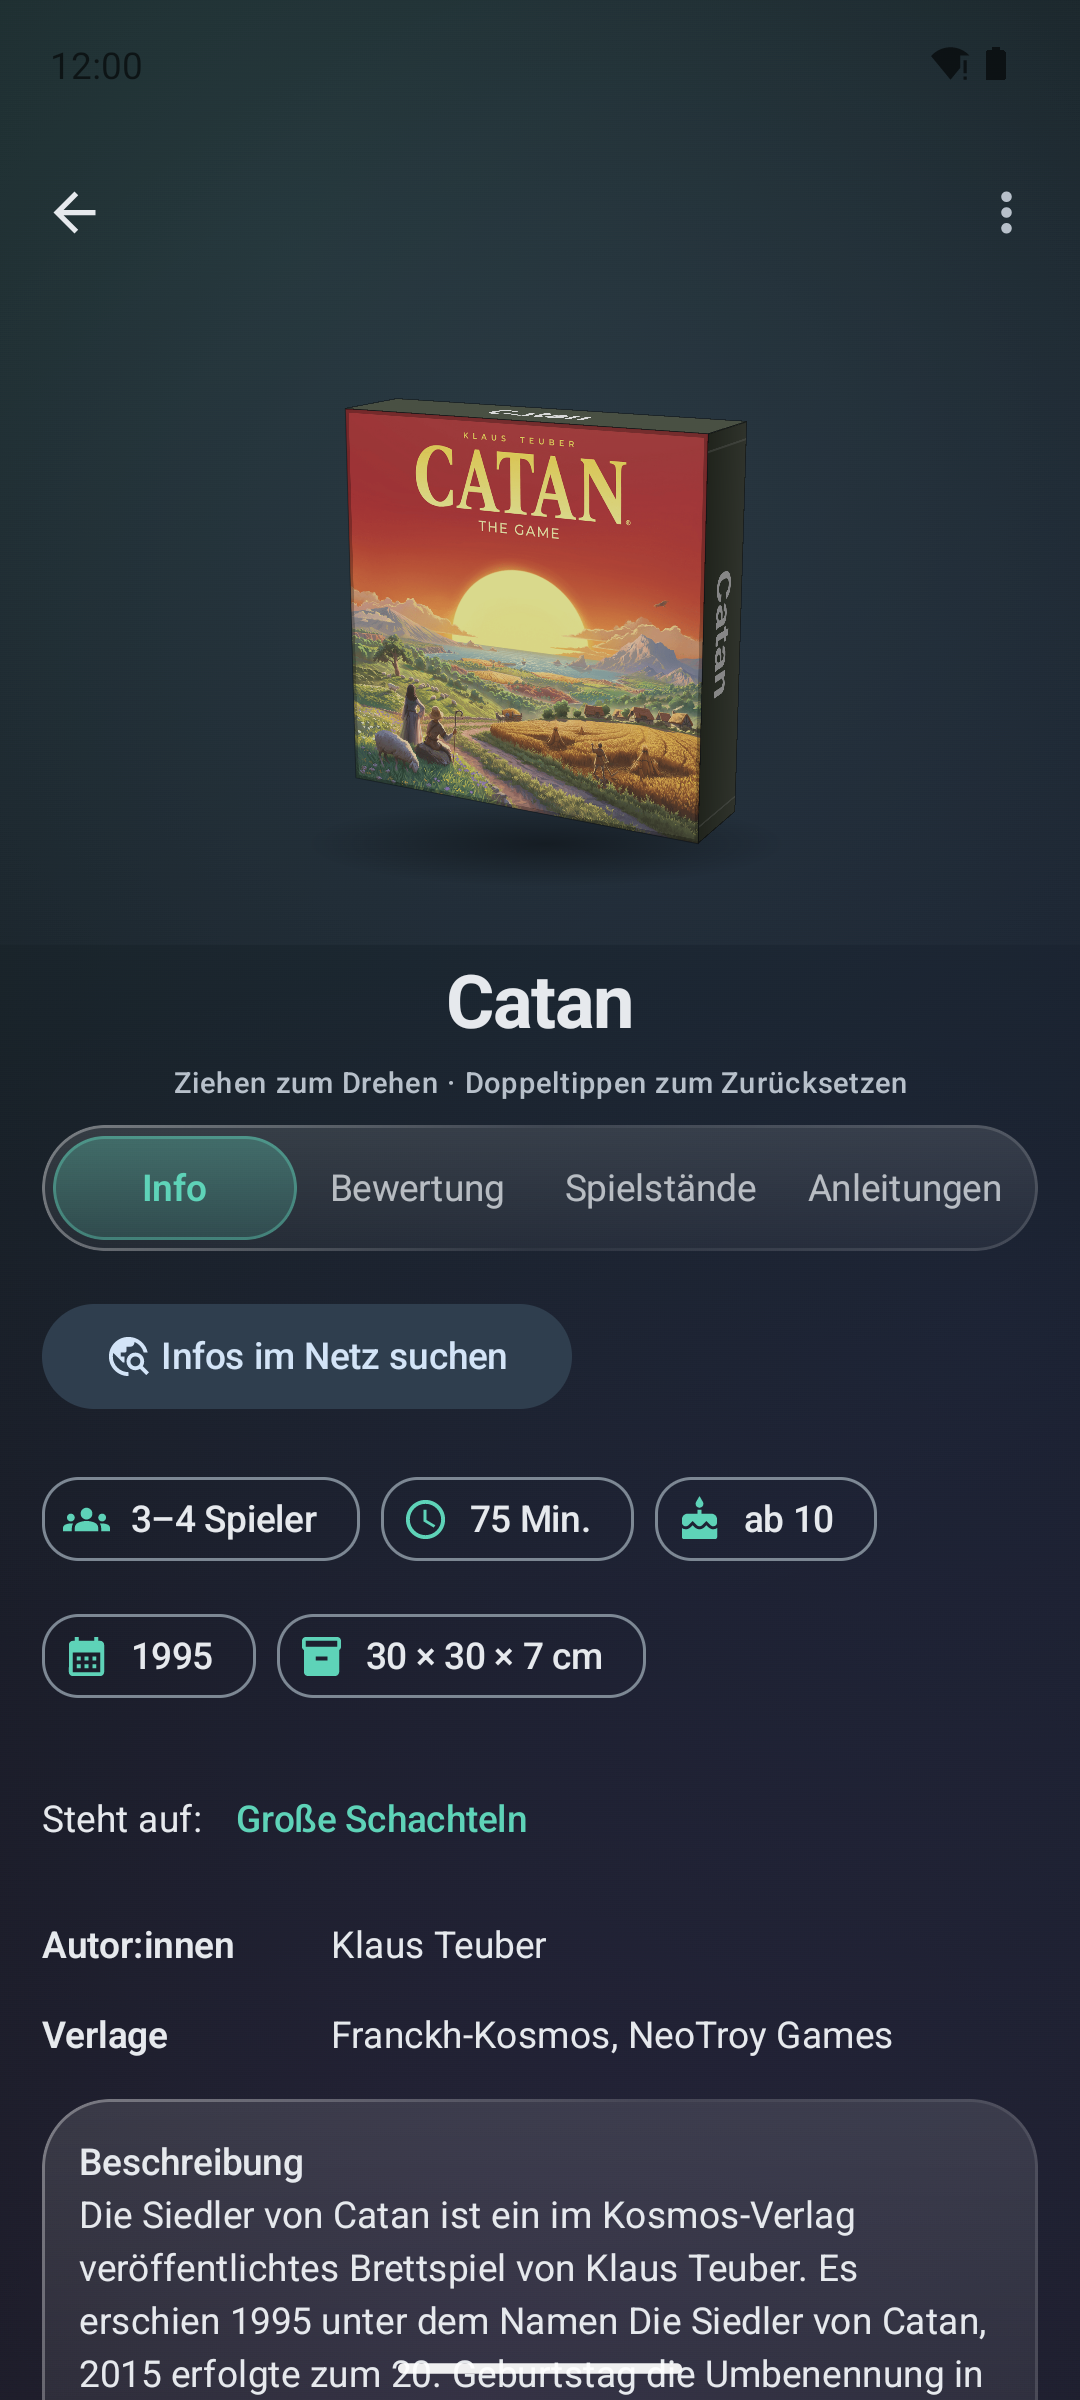 12:00
KLAUS TEUBER
CATAN
THE GAME
Catan
Catan
Ziehen zum Drehen · Doppeltippen zum Zurücksetzen
Info
Bewertung
Spielstände
Anleitungen
Infos im Netz suchen
3–4 Spieler
75 Min.
ab 10
1995
30 × 30 × 7 cm
Steht auf: Große Schachteln
Autor:innen Klaus Teuber
Verlage Franckh-Kosmos, NeoTroy Games
Beschreibung
Die Siedler von Catan ist ein im Kosmos-Verlag
veröffentlichtes Brettspiel von Klaus Teuber. Es
erschien 1995 unter dem Namen Die Siedler von Catan,
2015 erfolgte zum 20. Geburtstag die Umbenennung in